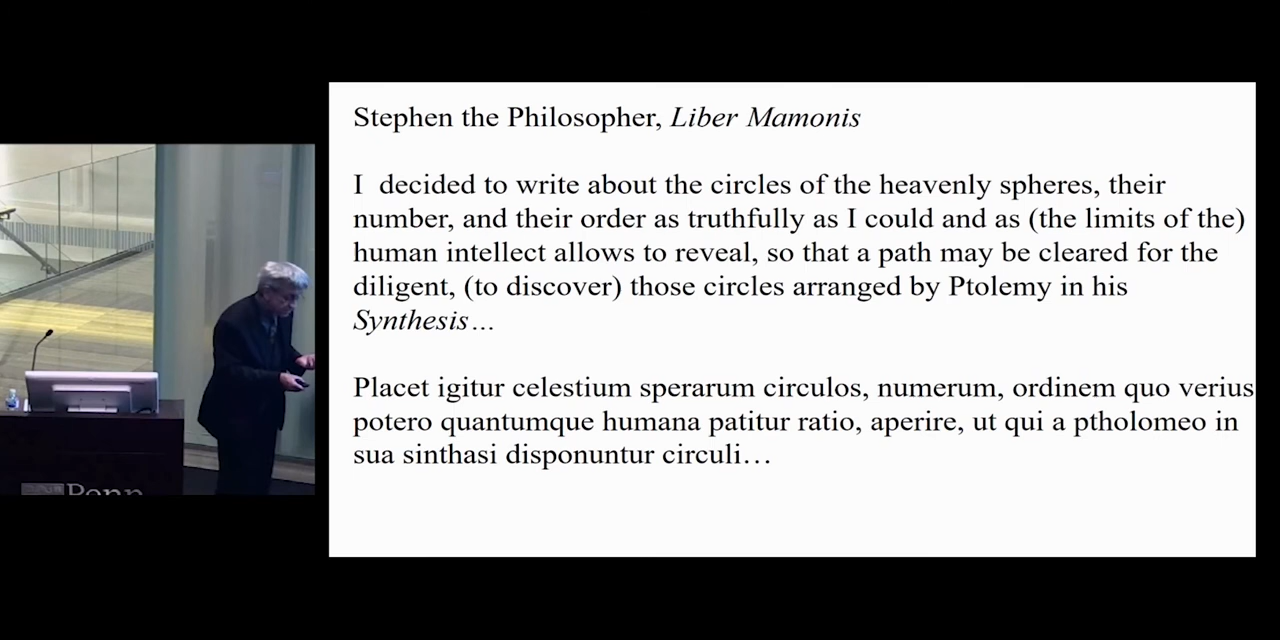 Stephen the Philosopher, Liber Mamonis
I decided to write about the circles of the heavenly spheres, their
number, and their order as truthfully as I could and as (the limits of the)
human intellect allows to reveal, so that a path may be cleared for the
diligent, (to discover) those circles arranged by Ptolemy in his
Synthesis…
Placet igitur celestium sperarum circulos, numerum, ordinem quo verius
potero quantumque humana patitur ratio, aperire, ut qui a ptholomeo in
sua sinthasi disponuntur circuli…
Penn